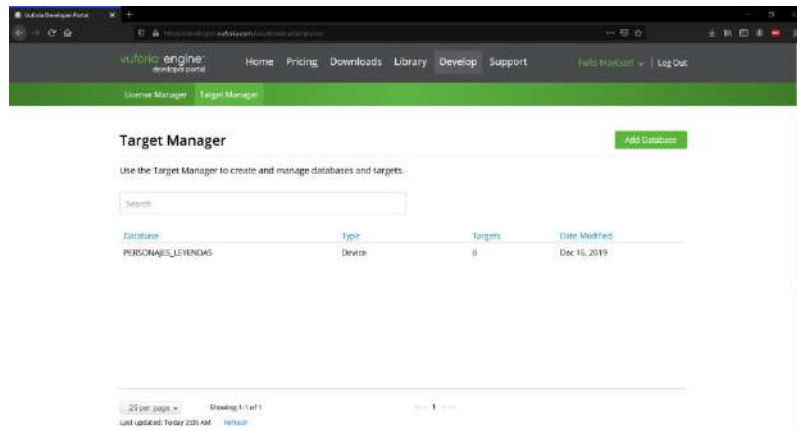 Vuforia Developer Portal
vuforia engine
developer portal
Home Pricing Downloads Library Develop Support
Log Out
License Manager Target Manager
Target Manager
Add Database
Use the Target Manager to create and manage databases and targets.
Search
Database Type Targets Date Modified
PERSONAJES_LEYENDAS Device 0 Dec 16, 2019
25 per page Showing 1-1 of 1 1
Last updated: Today 2:05 AM Refresh